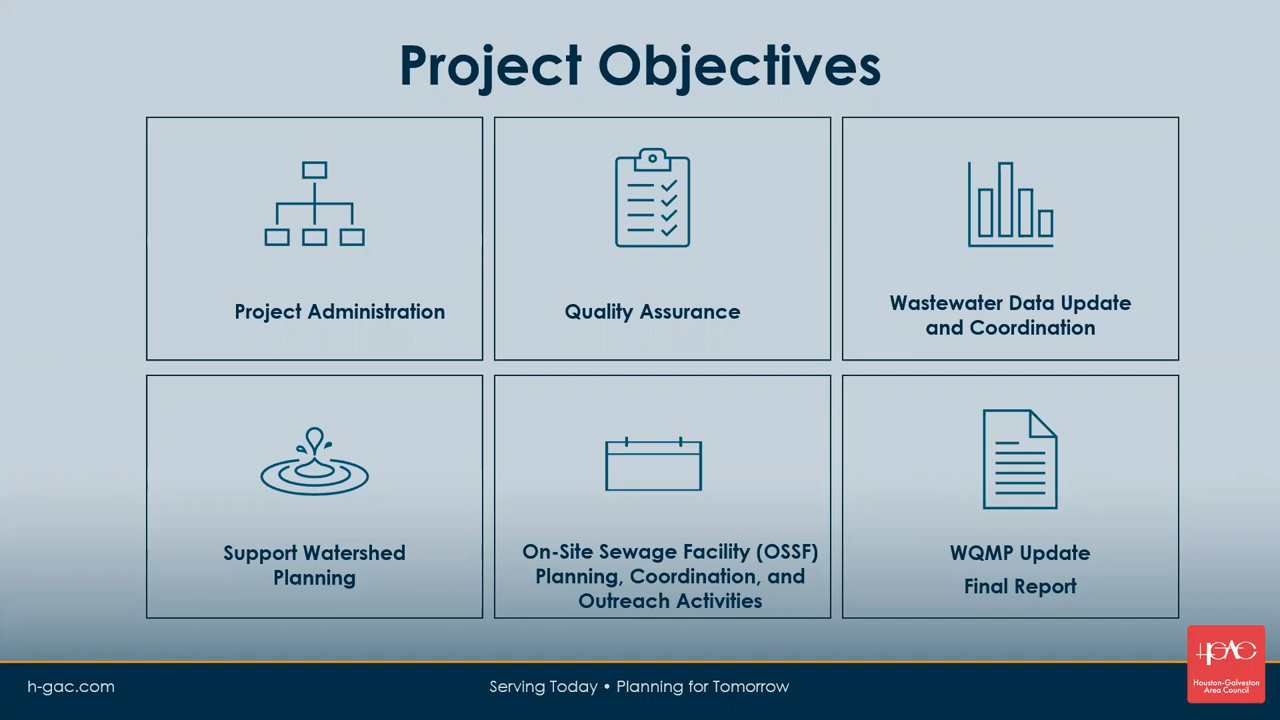 Project Objectives
Project Administration
Quality Assurance
Wastewater Data Update
and Coordination
Support Watershed
Planning
On-Site Sewage Facility (OSSF)
Planning, Coordination, and
Outreach Activities
WQMP Update
Final Report
h-gac.com
Serving Today • Planning for Tomorrow
HGAC
Houston-Galveston
Area Council